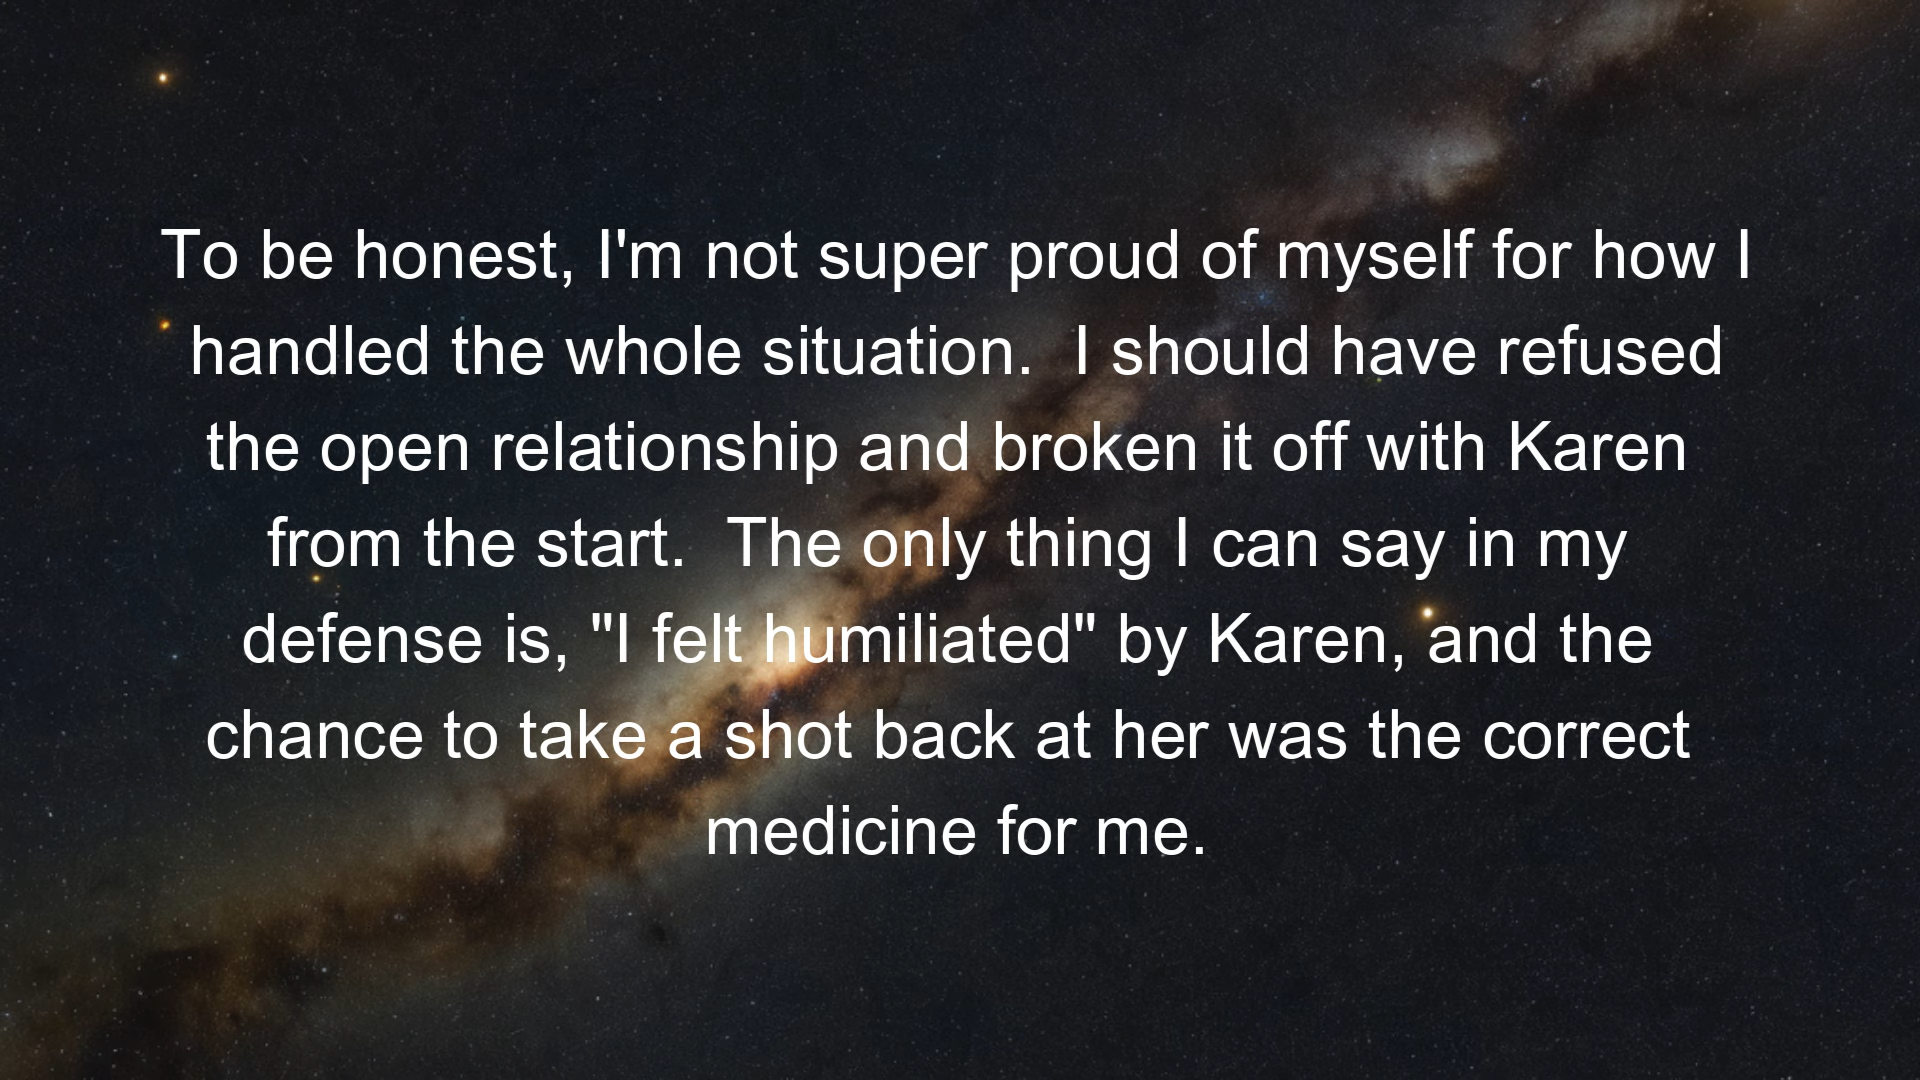 To be honest, I'm not super proud of myself for how I
handled the whole situation.  I should have refused
the open relationship and broken it off with Karen
from the start.  The only thing I can say in my
defense is, "I felt humiliated" by Karen, and the
chance to take a shot back at her was the correct
medicine for me.